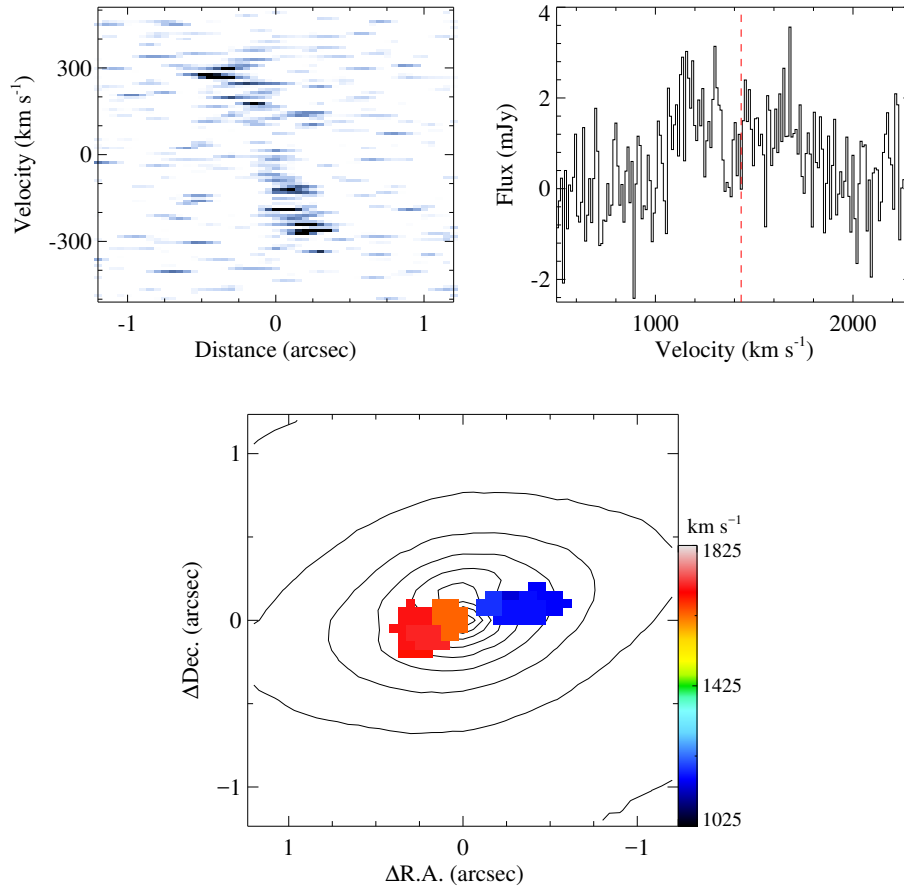 300
0
-300
Velocity (km s⁻¹)
-1 0 1
Distance (arcsec)
4
2
0
-2
Flux (mJy)
1000 2000
Velocity (km s⁻¹)
1
0
−1
ΔDec. (arcsec)
1 0 −1
ΔR.A. (arcsec)
km s⁻¹
1825
1425
1025